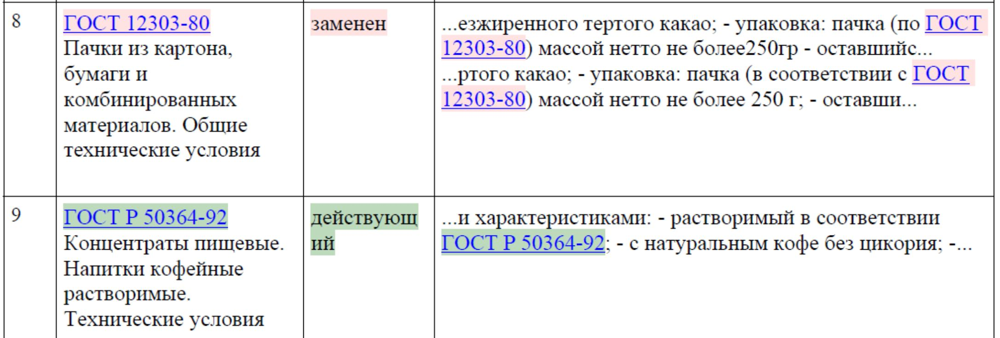 8
ГОСТ 12303-80
Пачки из картона,
бумаги и
комбинированных
материалов. Общие
технические условия
заменен
...езжиренного тертого какао; - упаковка: пачка (по ГОСТ
12303-80) массой нетто не более250гр - оставшийс...
...ртого какао; - упаковка: пачка (в соответствии с ГОСТ
12303-80) массой нетто не более 250 г; - оставши...
9
ГОСТ Р 50364-92
Концентраты пищевые.
Напитки кофейные
растворимые.
Технические условия
действующ
ий
...и характеристиками: - растворимый в соответствии
ГОСТ Р 50364-92; - с натуральным кофе без цикория; -...